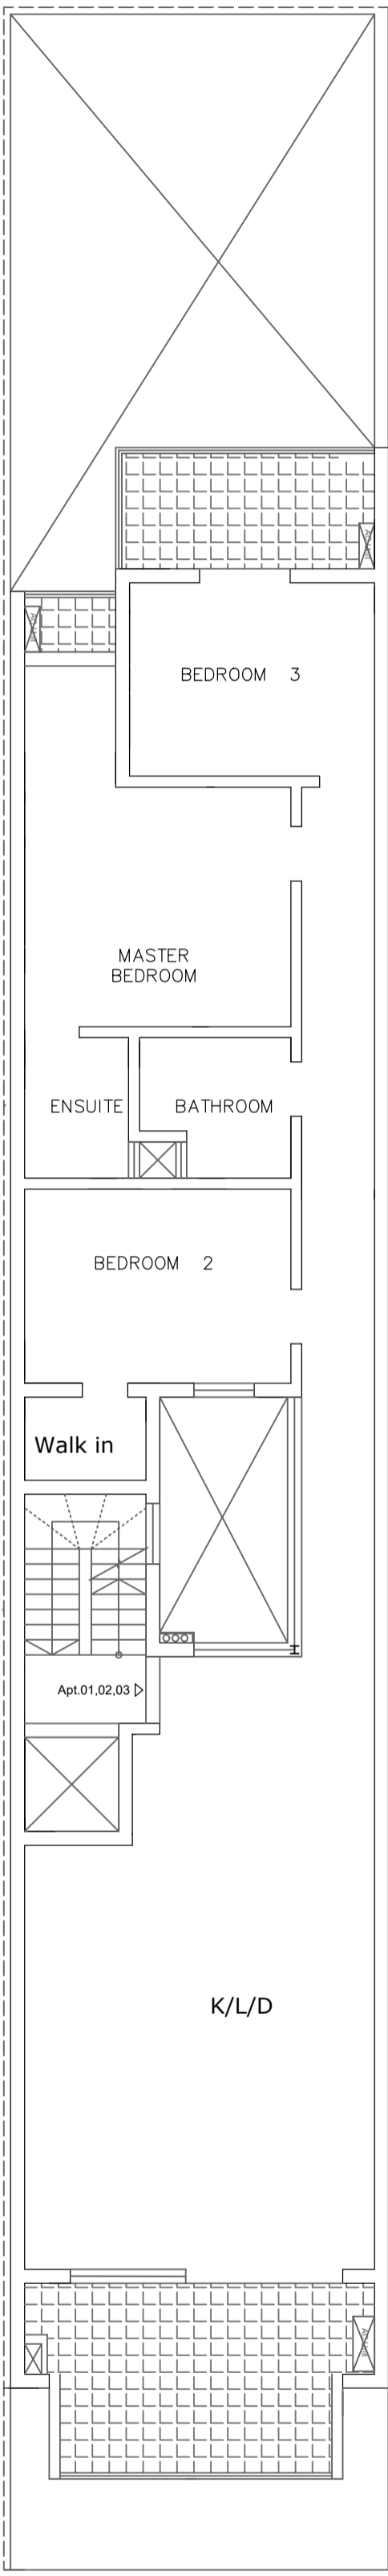 BEDROOM 3
MASTER
BEDROOM
ENSUITE
BATHROOM
BEDROOM 2
Walk in
Apt.01,02,03
K/L/D